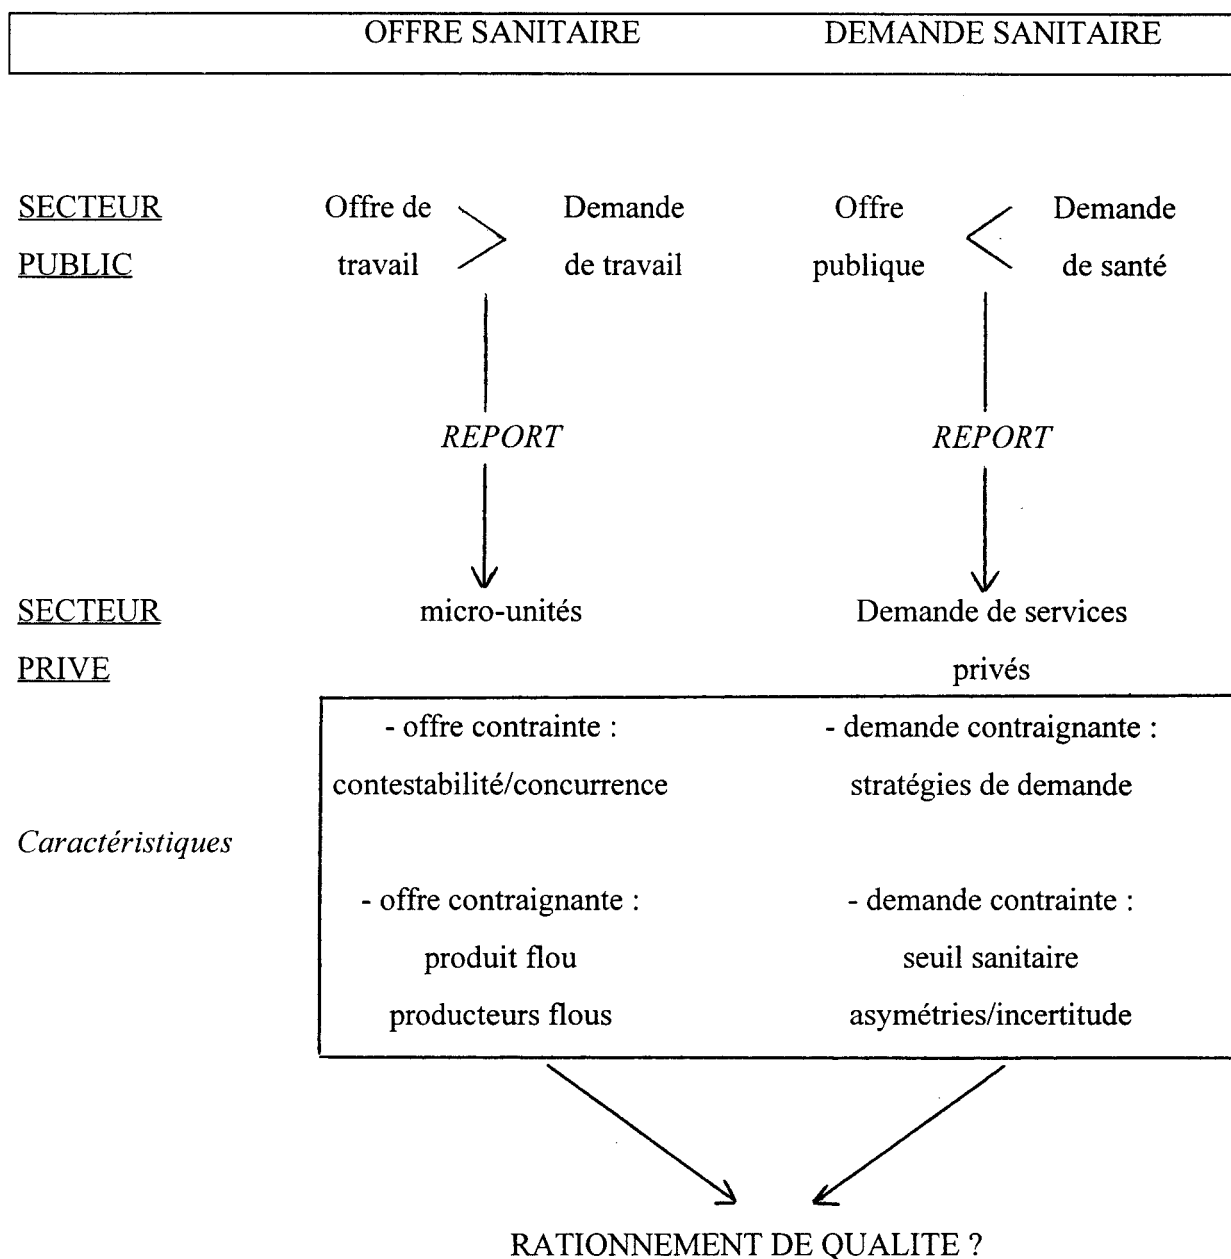 OFFRE SANITAIRE DEMANDE SANITAIRE
SECTEUR Offre de > Demande Offre < Demande
PUBLIC travail de travail publique de santé
REPORT REPORT
SECTEUR micro-unités Demande de services
PRIVE privés
- offre contrainte : - demande contraignante :
contestabilité/concurrence stratégies de demande
Caractéristiques
- offre contraignante : - demande contrainte :
produit flou seuil sanitaire
producteurs flous asymétries/incertitude
RATIONNEMENT DE QUALITE ?